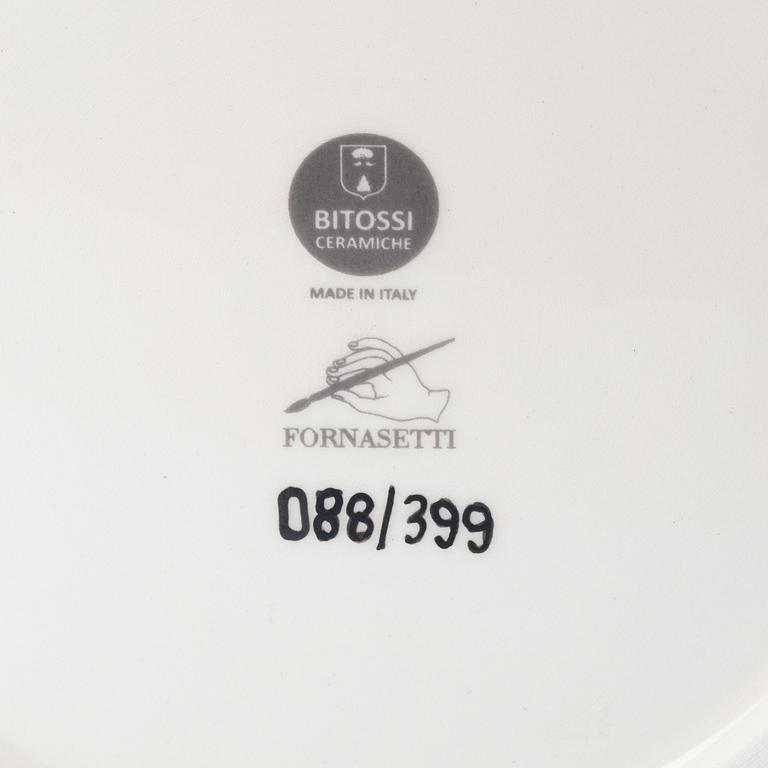 BITOSSI
CERAMICHE
MADE IN ITALY
FORNASETTI
088/399